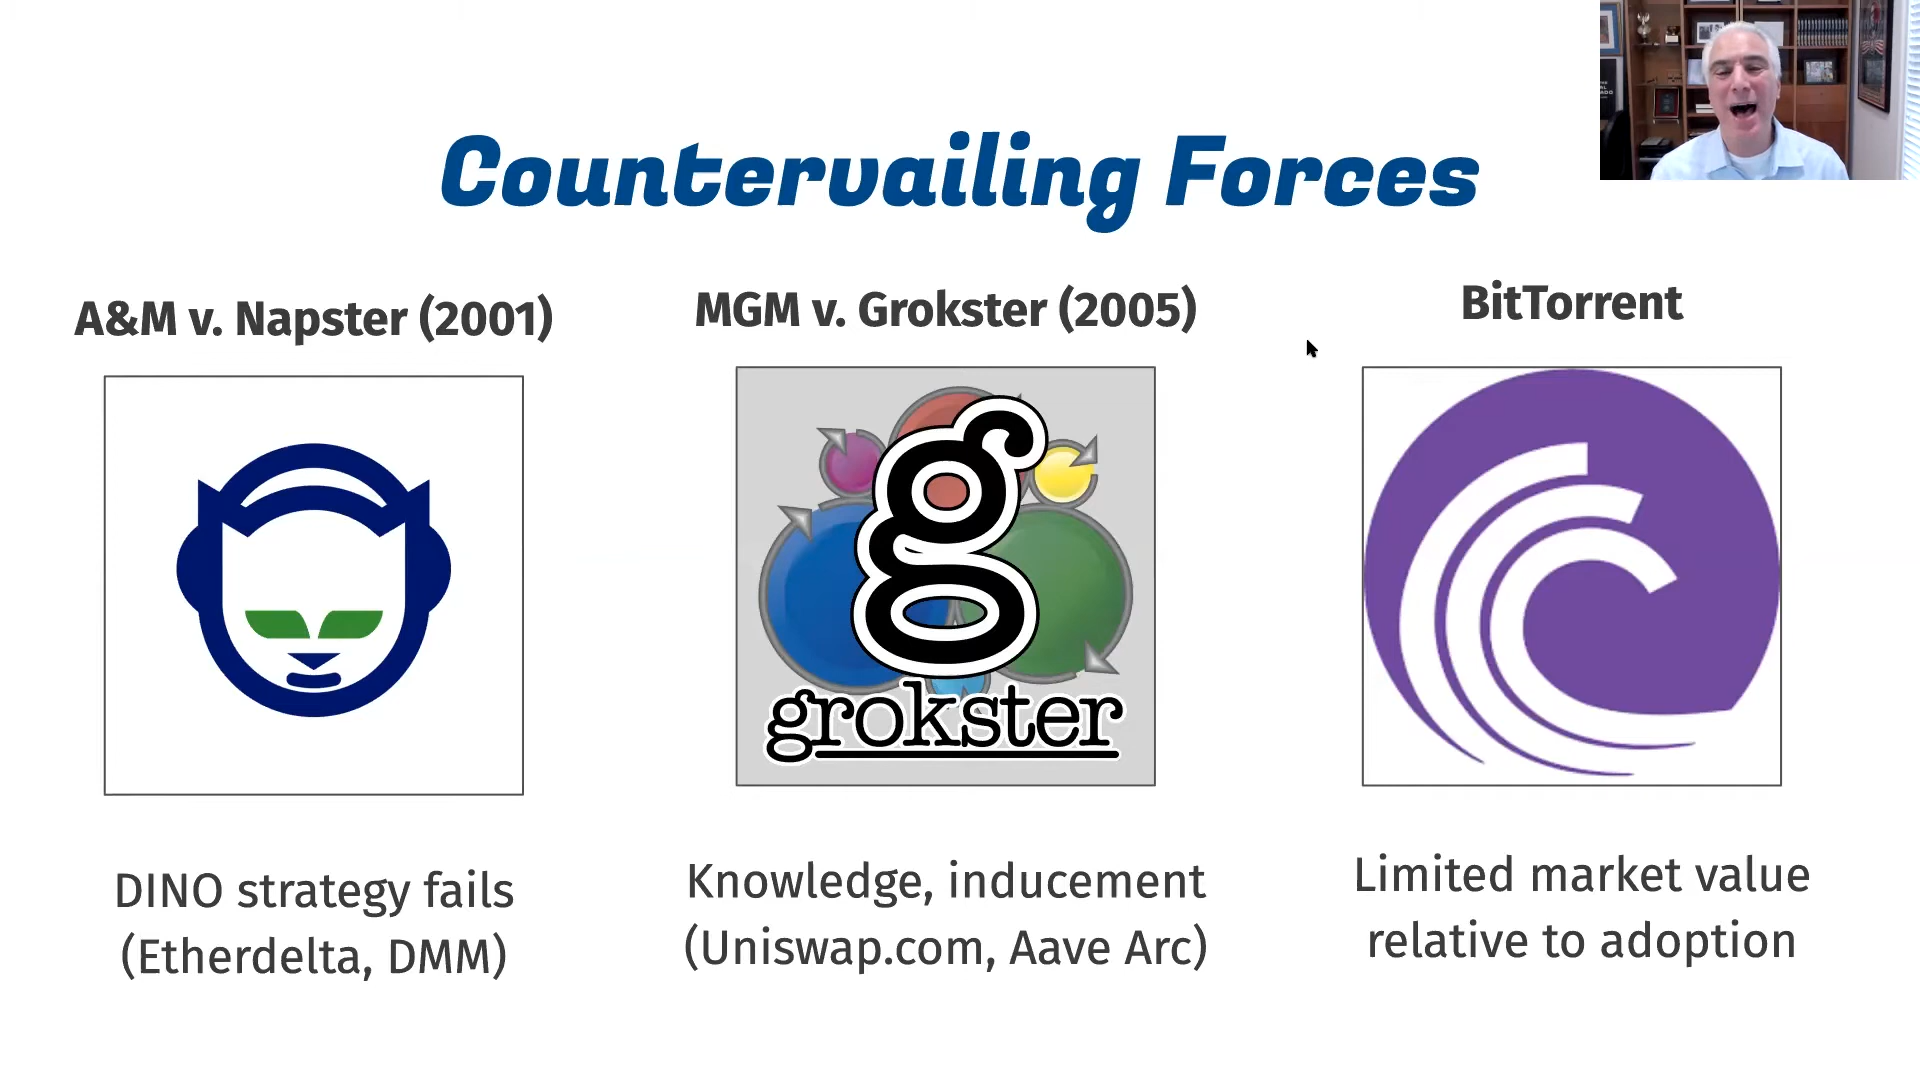 Countervailing Forces
A&M v. Napster (2001)
MGM v. Grokster (2005)
BitTorrent
g
grokster
DINO strategy fails
(Etherdelta, DMM)
Knowledge, inducement
(Uniswap.com, Aave Arc)
Limited market value
relative to adoption